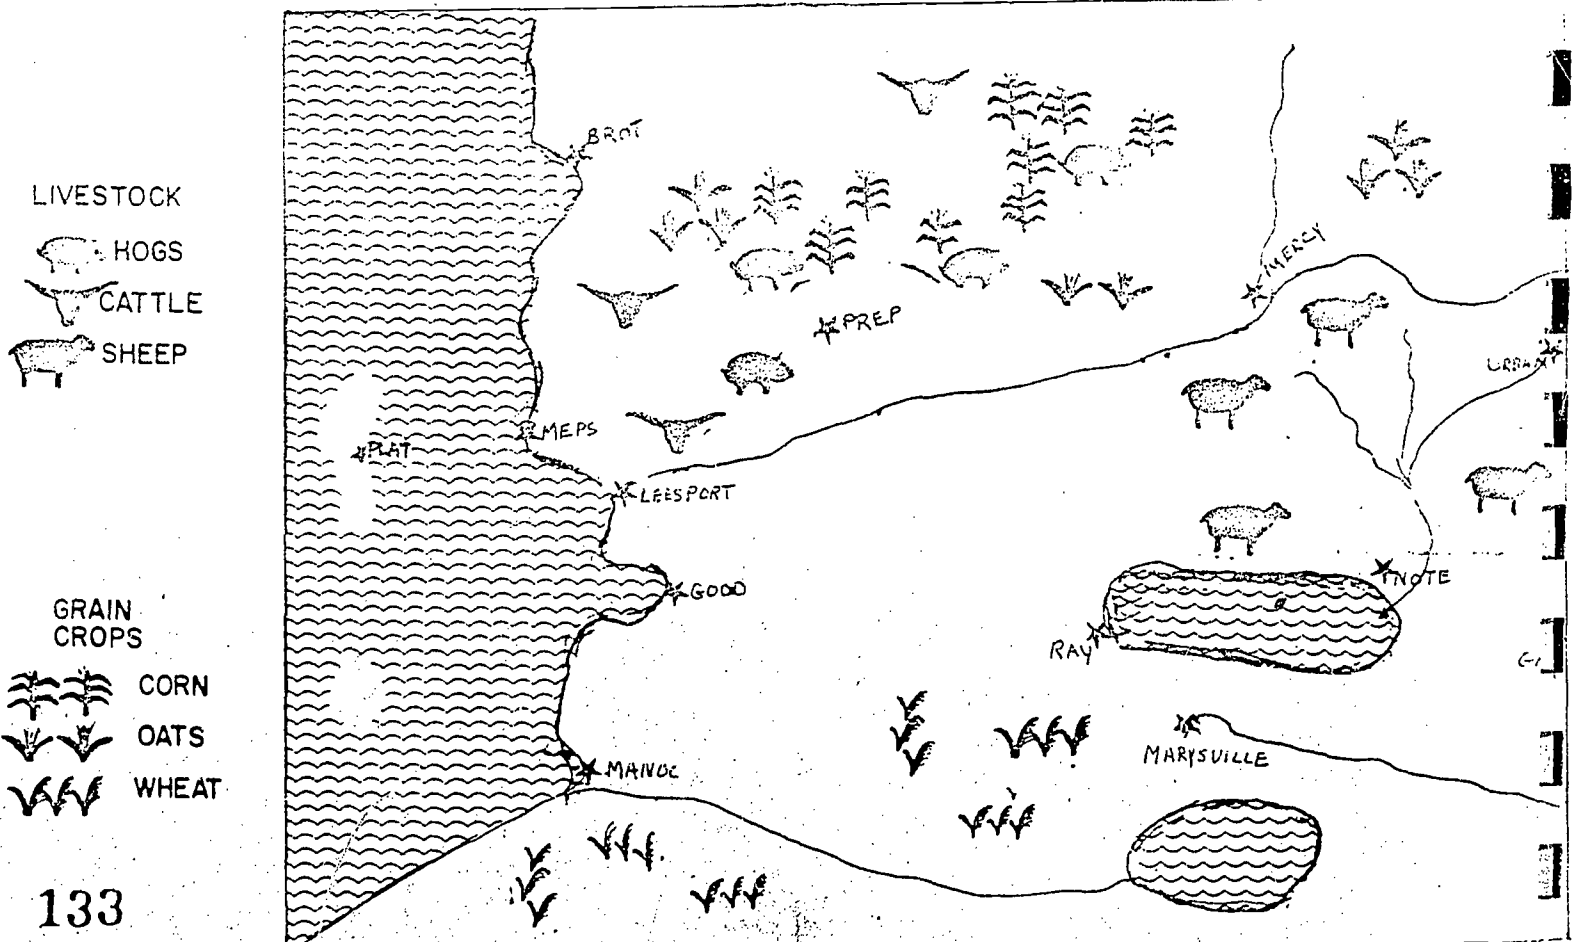 LIVESTOCK
HOGS
CATTLE
SHEEP
GRAIN
CROPS
CORN
OATS
WHEAT
133
BROT
MERCY
PREP
URBAN
MEPS
PLAT
LEESPORT
GOOD
NOTE
RAY
MARYSVILLE